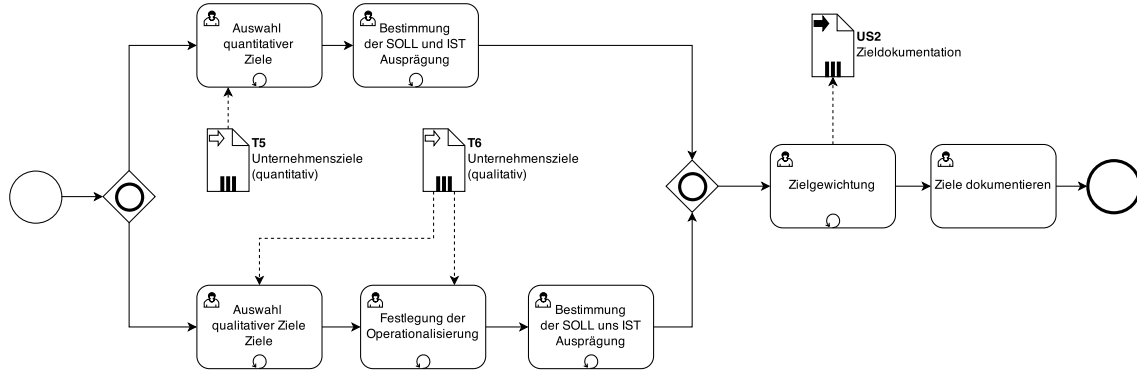 Auswahl
quantitativer
Ziele
Bestimmung
der SOLL und IST
Ausprägung
US2
Zieldokumentation
T5
Unternehmensziele
(quantitativ)
T6
Unternehmensziele
(qualitativ)
Zielgewichtung
Ziele dokumentieren
Auswahl
qualitativer Ziele
Ziele
Festlegung der
Operationalisierung
Bestimmung
der SOLL uns IST
Ausprägung